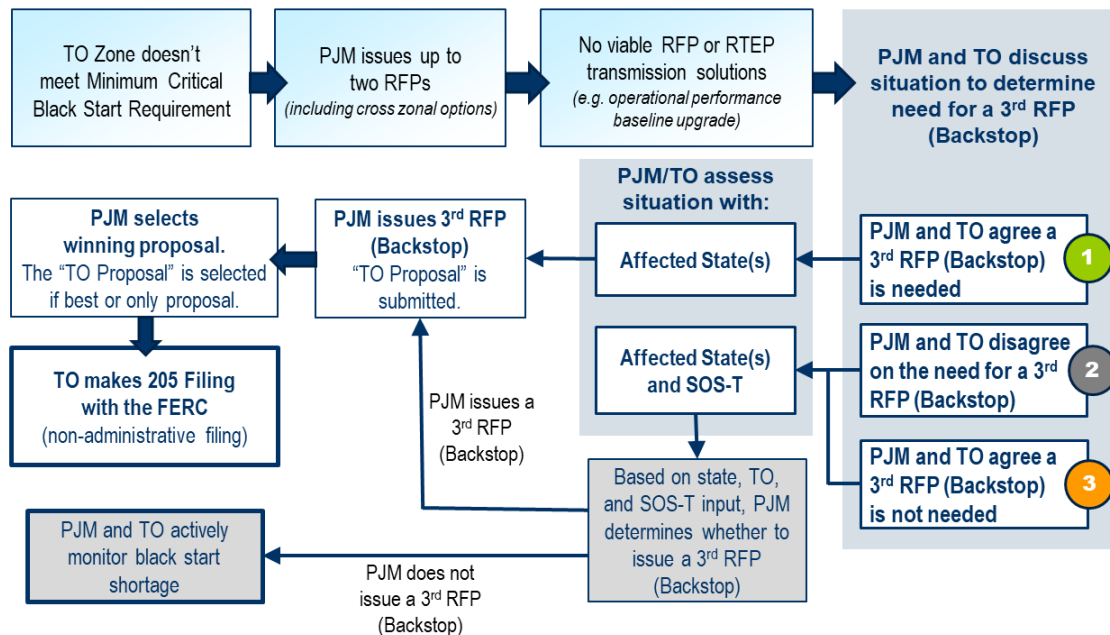 TO Zone doesn't
meet Minimum Critical
Black Start Requirement
PJM issues up to
two RFPs
(including cross zonal options)
No viable RFP or RTEP
transmission solutions
(e.g. operational performance
baseline upgrade)
PJM and TO discuss
situation to determine
need for a 3rd RFP
(Backstop)
PJM/TO assess
situation with:
PJM selects
winning proposal.
The “TO Proposal” is selected
if best or only proposal.
PJM issues 3rd RFP
(Backstop)
“TO Proposal” is
submitted.
Affected State(s)
PJM and TO agree a
3rd RFP (Backstop)
is needed
1
TO makes 205 Filing
with the FERC
(non-administrative filing)
Affected State(s)
and SOS-T
PJM and TO disagree
on the need for a 3rd
RFP (Backstop)
2
PJM issues a
3rd RFP
(Backstop)
PJM and TO agree a
3rd RFP (Backstop)
is not needed
3
Based on state, TO,
and SOS-T input, PJM
determines whether to
issue a 3rd RFP
(Backstop)
PJM and TO actively
monitor black start
shortage
PJM does not
issue a 3rd RFP
(Backstop)